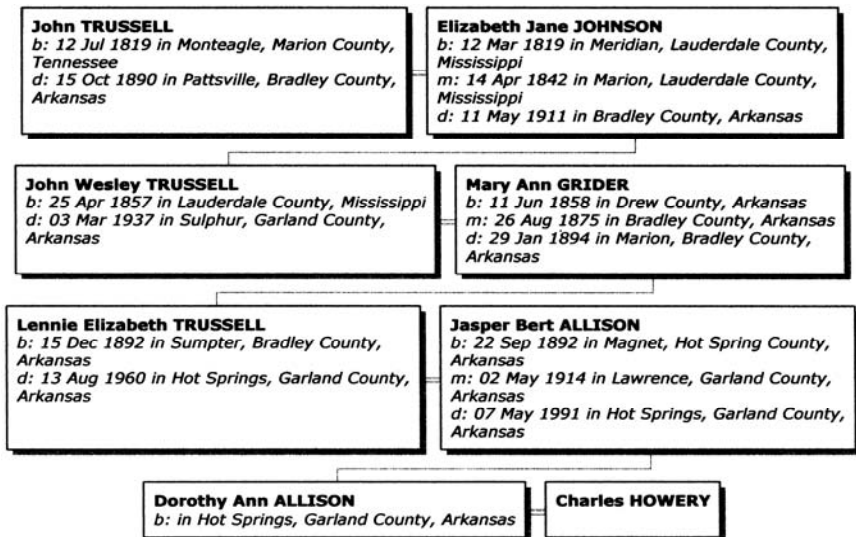 John TRUSSELL
b: 12 Jul 1819 in Monteagle, Marion County,
Tennessee
d: 15 Oct 1890 in Pattsville, Bradley County,
Arkansas
Elizabeth Jane JOHNSON
b: 12 Mar 1819 in Meridian, Lauderdale County,
Mississippi
m: 14 Apr 1842 in Marion, Lauderdale County,
Mississippi
d: 11 May 1911 in Bradley County, Arkansas
John Wesley TRUSSELL
b: 25 Apr 1857 in Lauderdale County, Mississippi
d: 03 Mar 1937 in Sulphur, Garland County,
Arkansas
Mary Ann GRIDER
b: 11 Jun 1858 in Drew County, Arkansas
m: 26 Aug 1875 in Bradley County, Arkansas
d: 29 Jan 1894 in Marion, Bradley County,
Arkansas
Lennie Elizabeth TRUSSELL
b: 15 Dec 1892 in Sumpter, Bradley County,
Arkansas
d: 13 Aug 1960 in Hot Springs, Garland County,
Arkansas
Jasper Bert ALLISON
b: 22 Sep 1892 in Magnet, Hot Spring County,
Arkansas
m: 02 May 1914 in Lawrence, Garland County,
Arkansas
d: 07 May 1991 in Hot Springs, Garland County,
Arkansas
Dorothy Ann ALLISON
b: in Hot Springs, Garland County, Arkansas
Charles HOWERY